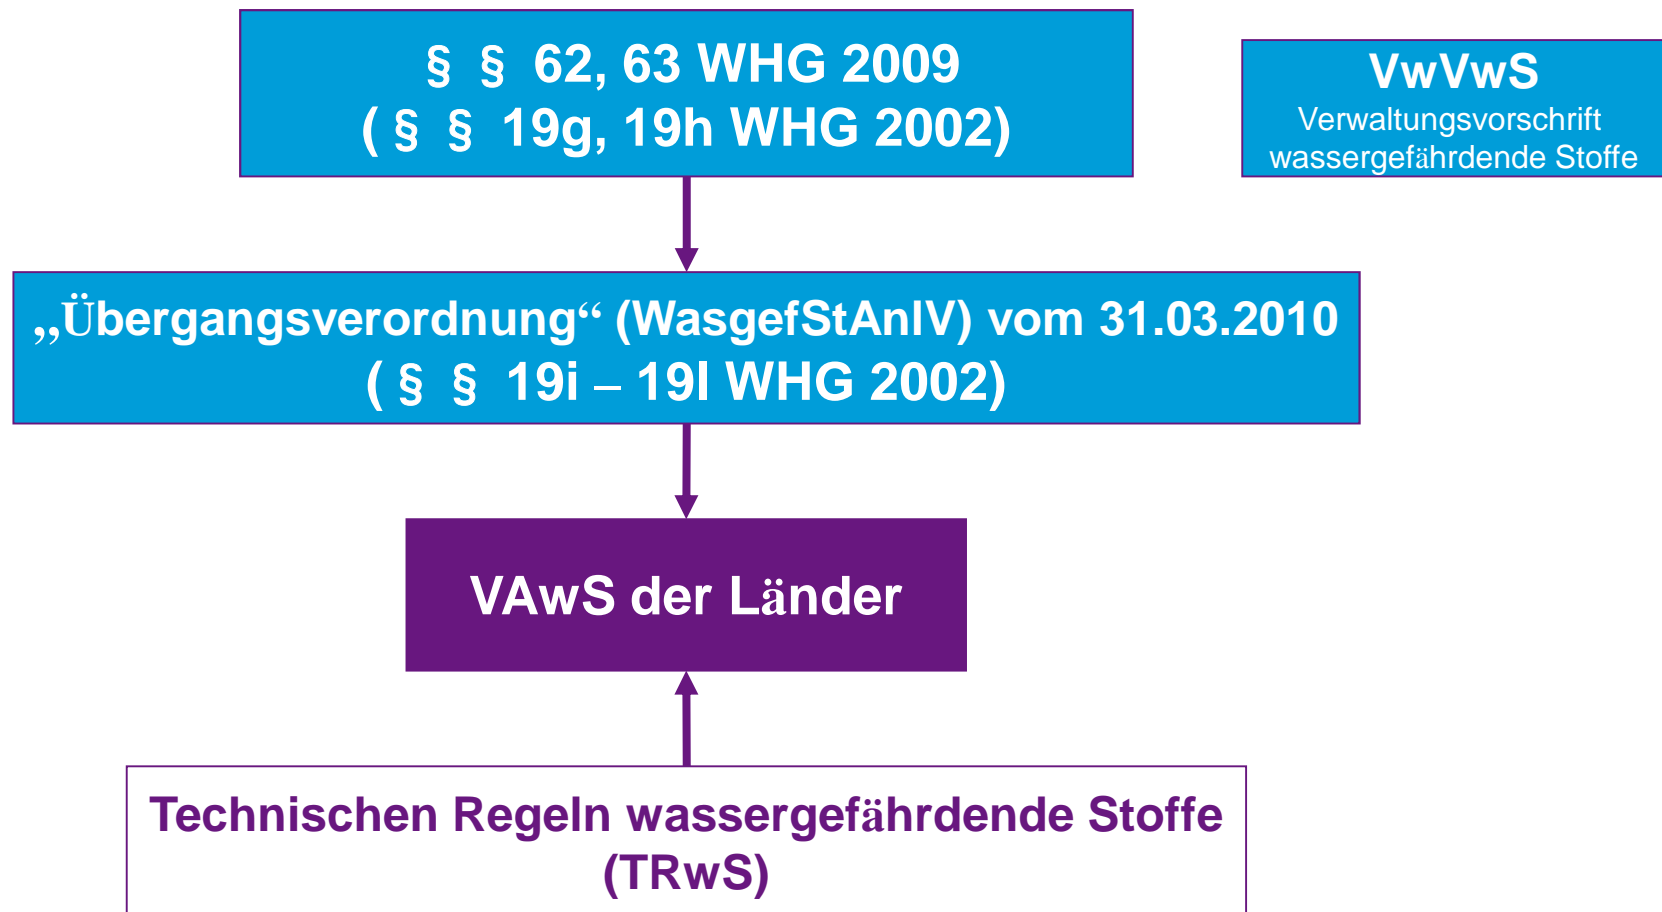 § § 62, 63 WHG 2009
( § § 19g, 19h WHG 2002)
VwVwS
Verwaltungsvorschrift
wassergefährdende Stoffe
„Übergangsverordnung“ (WasgefStAnlV) vom 31.03.2010
( § § 19i – 19l WHG 2002)
VAwS der Länder
Technischen Regeln wassergefährdende Stoffe
(TRwS)